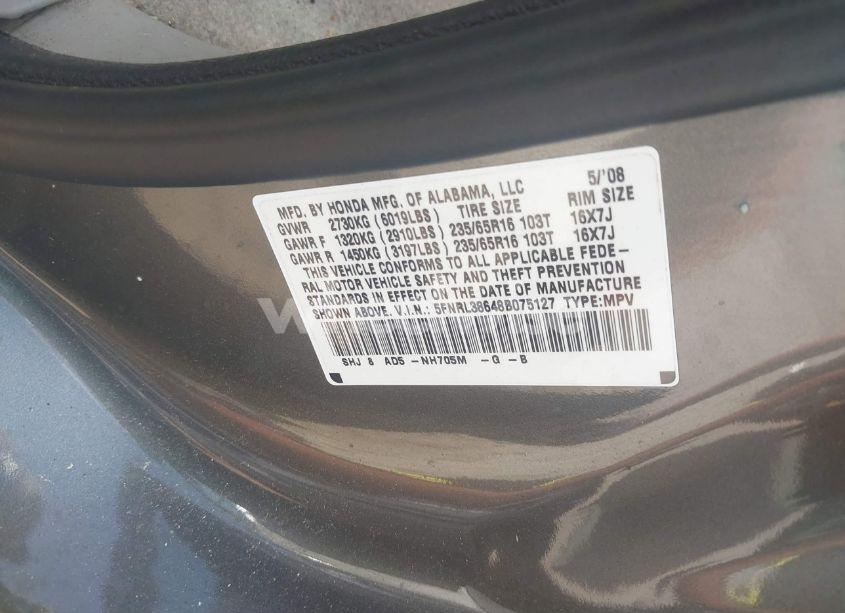 MFD. BY HONDA MFG. OF ALABAMA, LLC 5/'08
GVWR 2730KG (6019LBS) TIRE SIZE RIM SIZE
GAWR F 1320KG (2910LBS) 235/65R16 103T 16X7J
GAWR R 1450KG (3197LBS) 235/65R16 103T 16X7J
THIS VEHICLE CONFORMS TO ALL APPLICABLE FEDE-
RAL MOTOR VEHICLE SAFETY AND THEFT PREVENTION
STANDARDS IN EFFECT ON THE DATE OF MANUFACTURE
SHOWN ABOVE. V.I.N.: 5FNRL38648B075127 TYPE:MPV
SHJ 8 AD5 -NH705M -G -B